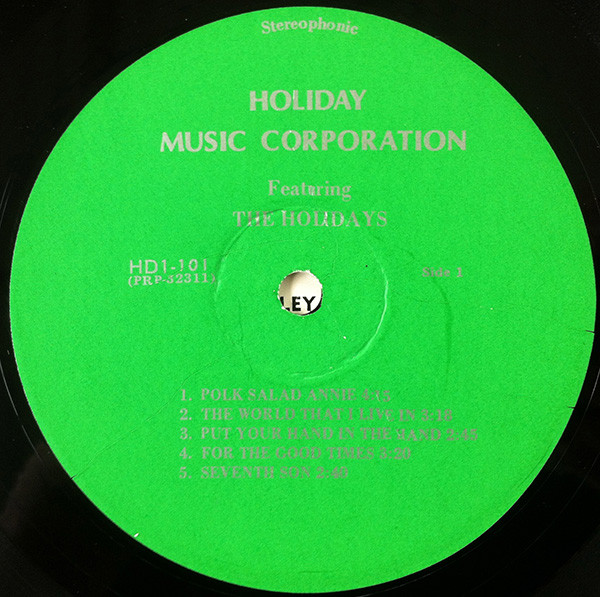 Stereophonic
HOLIDAY
MUSIC CORPORATION
Featuring
THE HOLIDAYS
HD1-101
(PRP-32311)
Side 1
LEY
1. POLK SALAD ANNIE
2. THE WORLD THAT I LIVE IN
3. PUT YOUR HAND IN THE HAND
4. FOR THE GOOD TIMES 3:20
5. SEVENTH SON